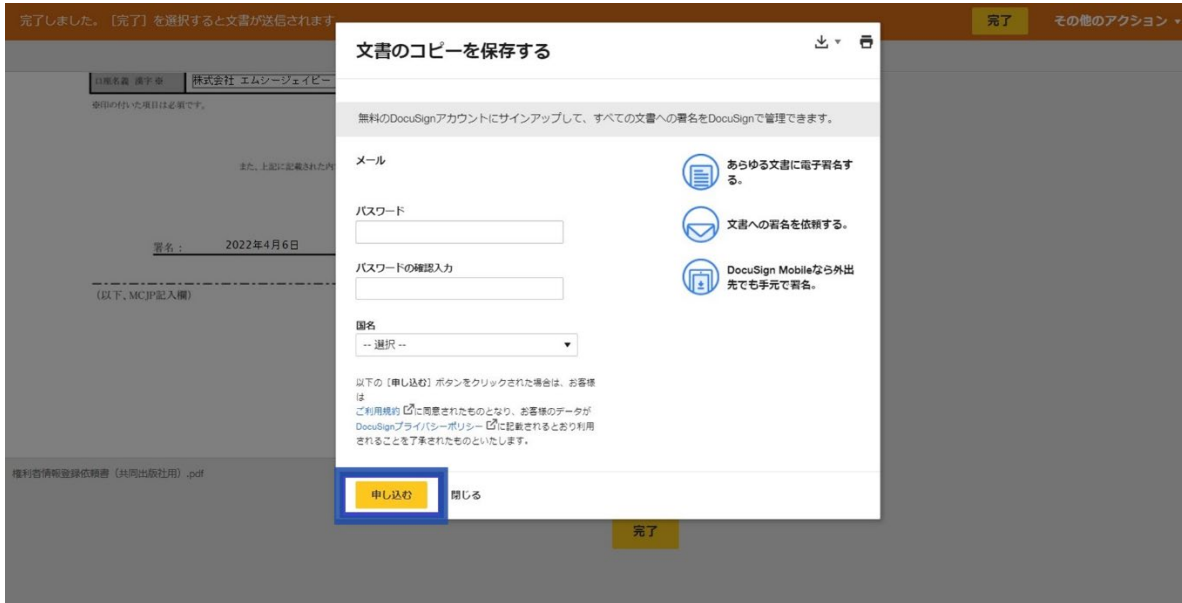 完了しました。［完了］を選択すると文書が送信されます
完了
その他のアクション
文書のコピーを保存する
口座名義 漢字※
株式会社 エムシージェイピー
※印の付いた項目は必須です。
無料のDocuSignアカウントにサインアップして、すべての文書への署名をDocuSignで管理できます。
また、上記に記載された内
メール
あらゆる文書に電子署名す
る。
パスワード
文書への署名を依頼する。
署名：
2022年4月6日
パスワードの確認入力
DocuSign Mobileなら外出
先でも手元で署名。
(以下、MCJP記入欄)
国名
-- 選択 --
以下の［申し込む］ボタンをクリックされた場合は、お客様
は
ご利用規約に同意されたものとなり、お客様のデータが
DocuSignプライバシーポリシーに記載されるとおり利用
されることを了承されたものといたします。
権利者情報登録依頼書（共同出版社用）.pdf
申し込む
閉じる
完了